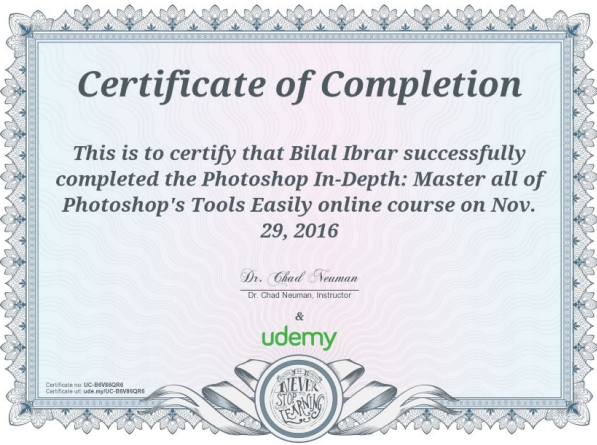 Certificate of Completion
This is to certify that Bilal Ibrar successfully
completed the Photoshop In-Depth: Master all of
Photoshop's Tools Easily online course on Nov.
29, 2016
Dr. Chad Neuman
Dr. Chad Neuman, Instructor
&
udemy
Certificate no: UC-B6V86QR6
Certificate url: ude.my/UC-B6V86QR6
NEVER
STOP
LEARNING